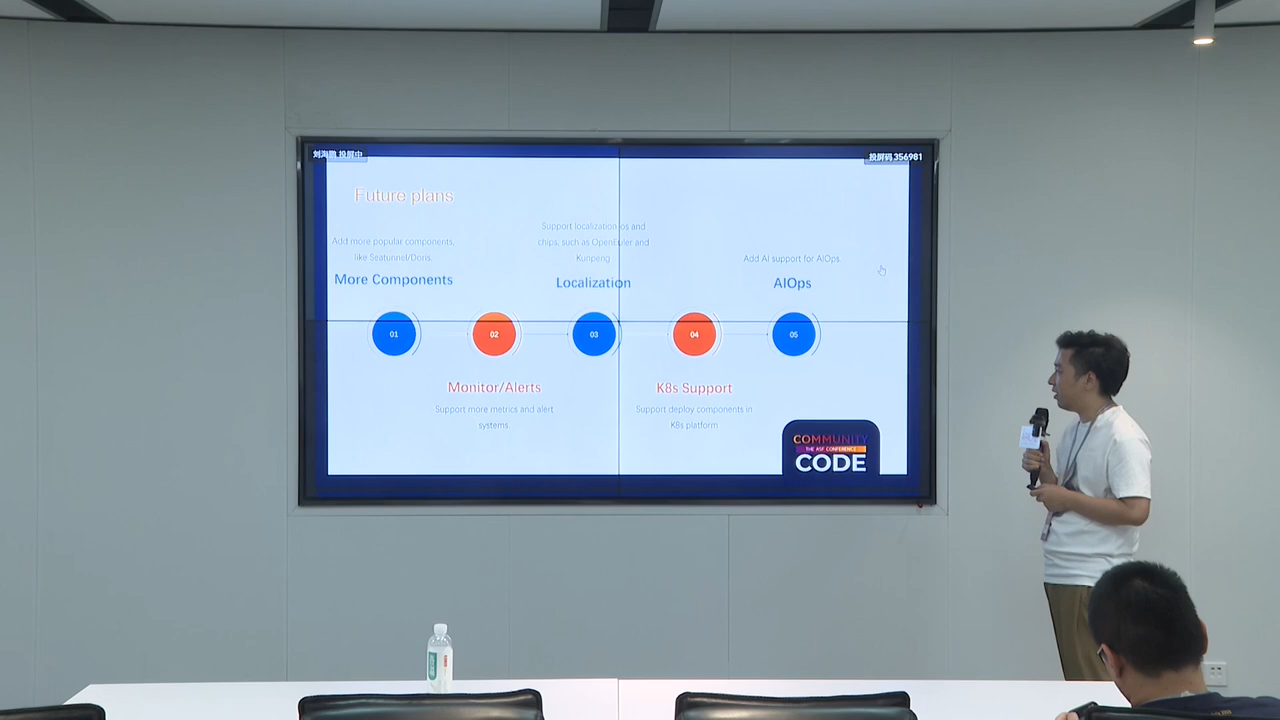 刘海鹏 投屏中
投屏码 356981
Future plans
Add more popular components,
like Seatunnel/Doris.
More Components
Support localization os and
chips, such as OpenEuler and
Kunpeng
Localization
Add AI support for AIOps.
AIOps
01
02
03
04
05
Monitor/Alerts
Support more metrics and alert
systems
K8s Support
Support deploy components in
K8s platform
COMMUNITY
THE ASF CONFERENCE
CODE